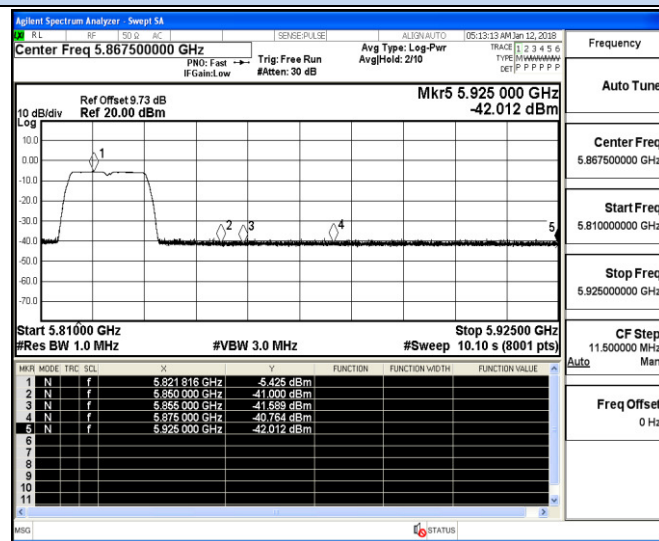 Agilent Spectrum Analyzer - Swept SA
RL RF 50 Ω AC SENSE:PULSE ALIGNAUTO 05:13:13 AM Jan 12, 2018
Center Freq 5.867500000 GHz
PNO: Fast
IFGain:Low
Trig: Free Run
#Atten: 30 dB
Avg Type: Log-Pwr
Avg|Hold: 2/10
TRACE 1 2 3 4 5 6
TYPE
DET P P P P P P
Ref Offset 9.73 dB
Ref 20.00 dBm
10 dB/div
Log
Mkr5 5.925 000 GHz
-42.012 dBm
10.0
0.00
-10.0
-20.0
-30.0
-40.0
-50.0
-60.0
-70.0
1
2
3
4
5
Start 5.81000 GHz Stop 5.92500 GHz
#Res BW 1.0 MHz #VBW 3.0 MHz #Sweep 10.10 s (8001 pts)
MKR MODE TRC SCL X Y FUNCTION FUNCTION WIDTH FUNCTION VALUE
1 N f 5.821 816 GHz -5.425 dBm
2 N f 5.850 000 GHz -41.000 dBm
3 N f 5.855 000 GHz -41.589 dBm
4 N f 5.875 000 GHz -40.764 dBm
5 N f 5.925 000 GHz -42.012 dBm
6
7
8
9
10
11
MSG STATUS
Frequency
Auto Tune
Center Freq
5.867500000 GHz
Start Freq
5.810000000 GHz
Stop Freq
5.925000000 GHz
CF Step
11.500000 MHz
Auto Man
Freq Offset
0 Hz